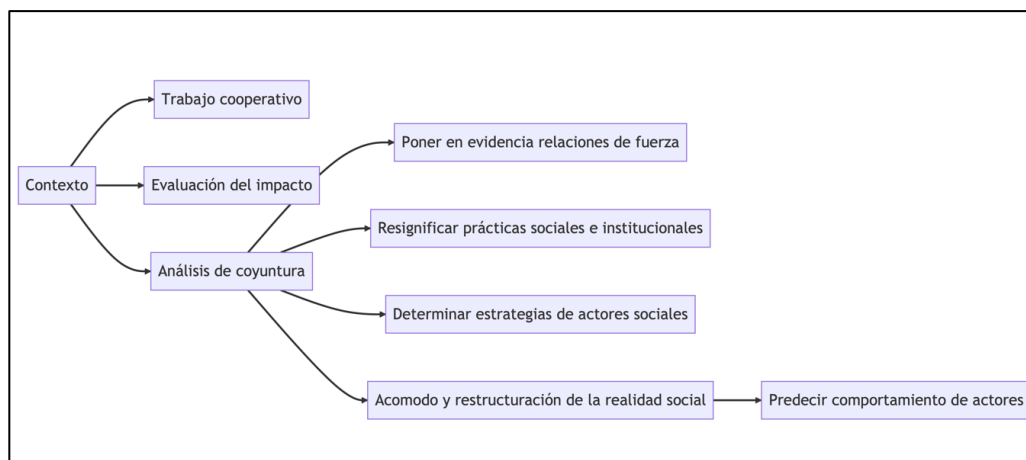 Trabajo cooperativo
Poner en evidencia relaciones de fuerza
Contexto
Evaluación del impacto
Resignificar prácticas sociales e institucionales
Análisis de coyuntura
Determinar estrategias de actores sociales
Acomodo y restructuración de la realidad social
Predecir comportamiento de actores